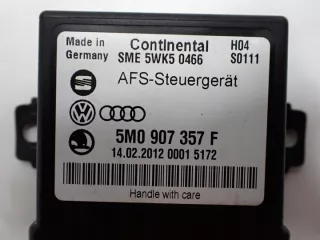 Made in Germany
Continental
SME 5WK5 0466
H04
S0111
AFS-Steuergerät
5M0 907 357 F
14.02.2012 0001 5172
Handle with care